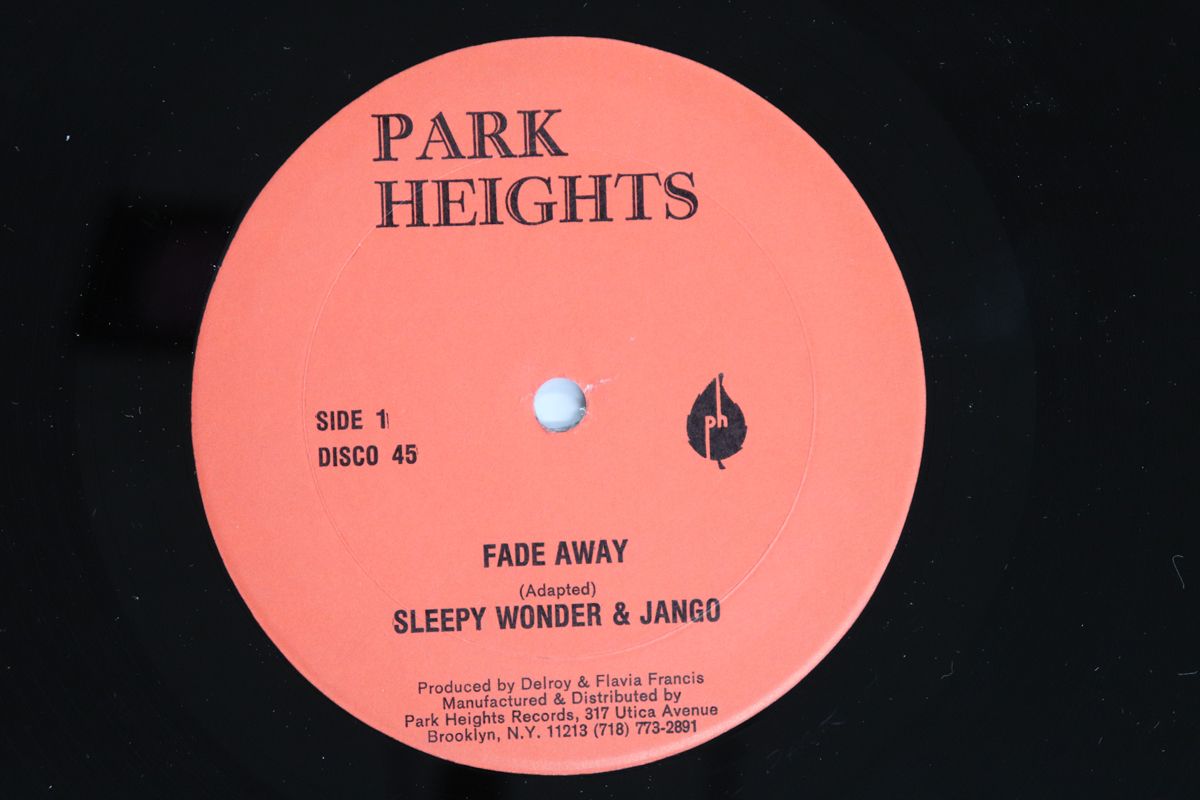 PARK
HEIGHTS
SIDE 1
DISCO 45
ph
FADE AWAY
(Adapted)
SLEEPY WONDER & JANGO
Produced by Delroy & Flavia Francis
Manufactured & Distributed by
Park Heights Records, 317 Utica Avenue
Brooklyn, N.Y. 11213 (718) 773-2891